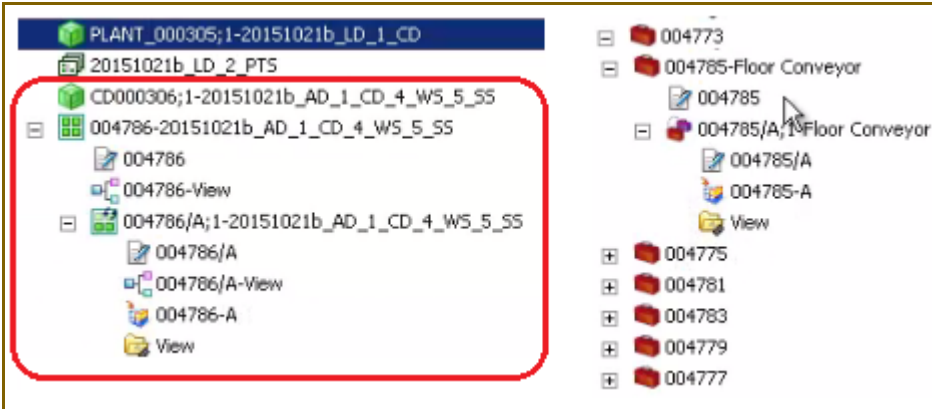 PLANT_000305;1-20151021b_LD_1_CD
20151021b_LD_2_PTS
CD000306;1-20151021b_AD_1_CD_4_WS_5_SS
004786-20151021b_AD_1_CD_4_WS_5_SS
004786
004786-View
004786/A;1-20151021b_AD_1_CD_4_WS_5_SS
004786/A
004786/A-View
004786-A
View
004773
004785-Floor Conveyor
004785
004785/A;1-Floor Conveyor
004785/A
004785-A
View
004775
004781
004783
004779
004777